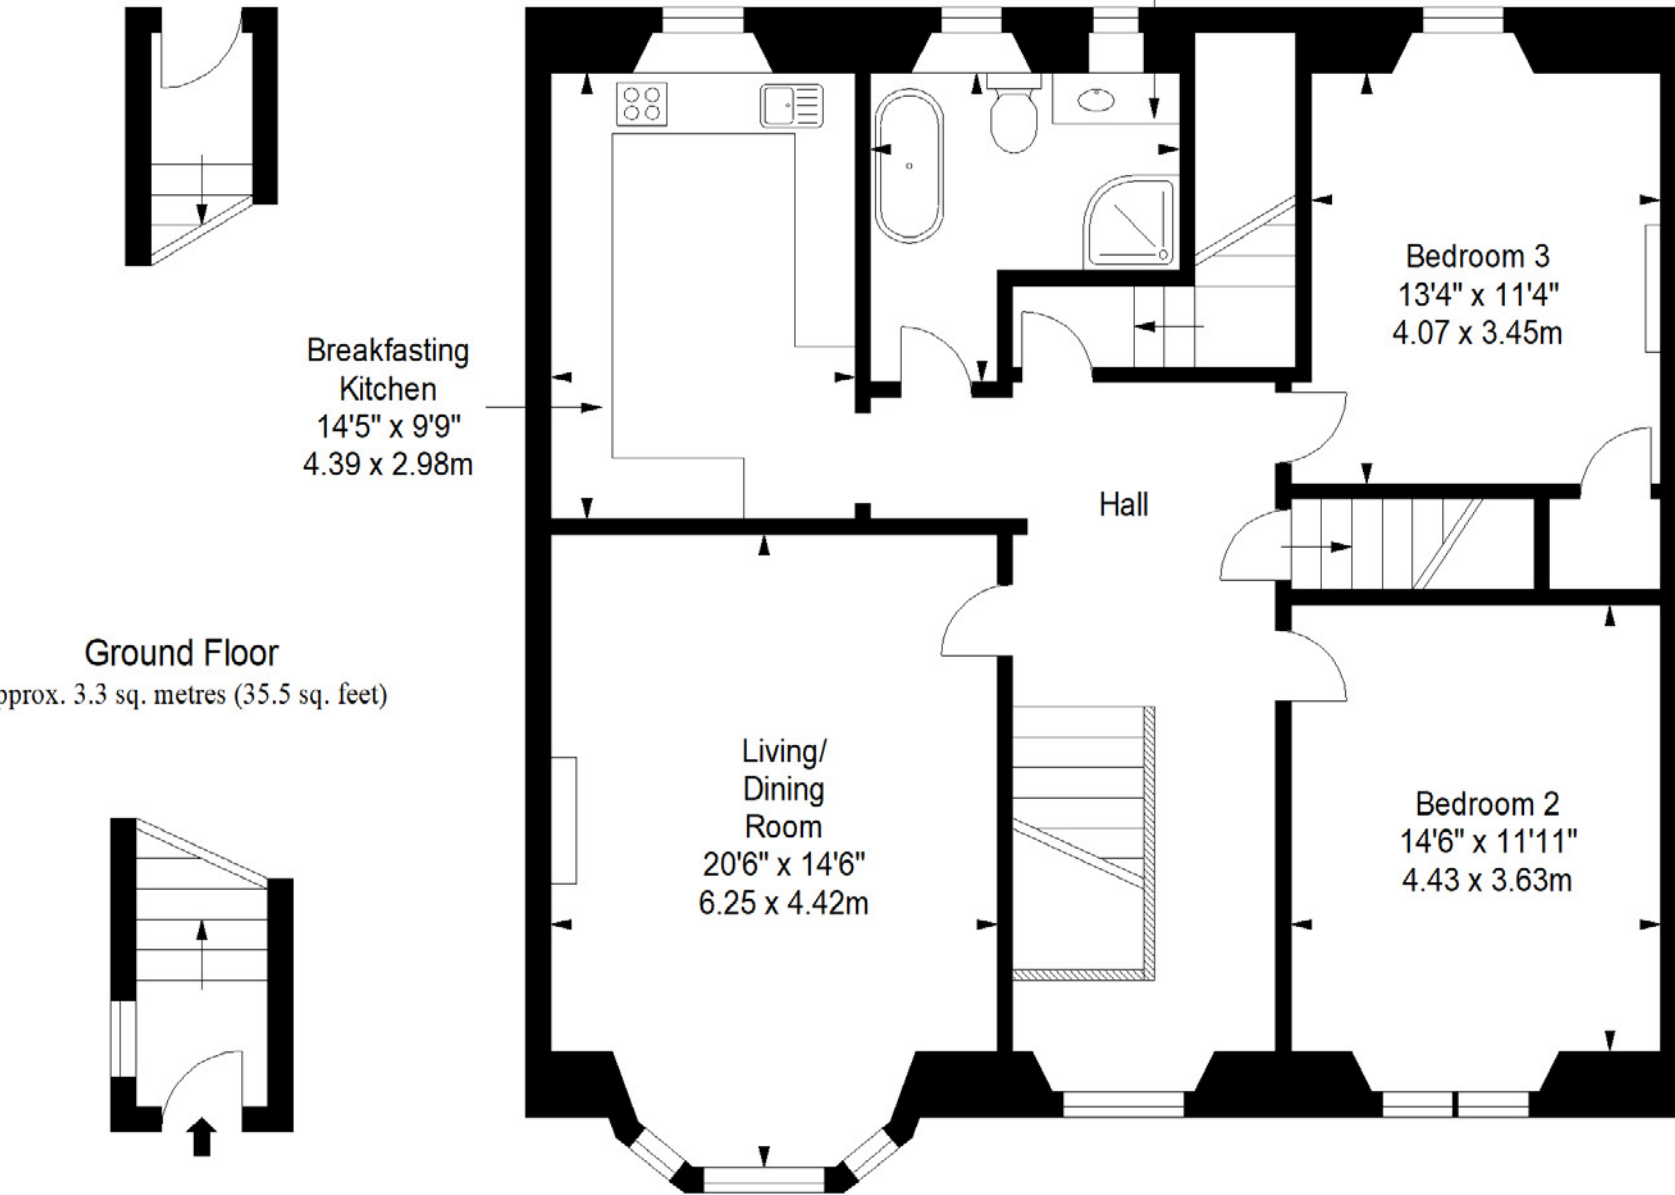 Breakfasting
Kitchen
14'5" x 9'9"
4.39 x 2.98m
Bedroom 3
13'4" x 11'4"
4.07 x 3.45m
Hall
Ground Floor
pprox. 3.3 sq. metres (35.5 sq. feet)
Living/
Dining
Room
20'6" x 14'6"
6.25 x 4.42m
Bedroom 2
14'6" x 11'11"
4.43 x 3.63m